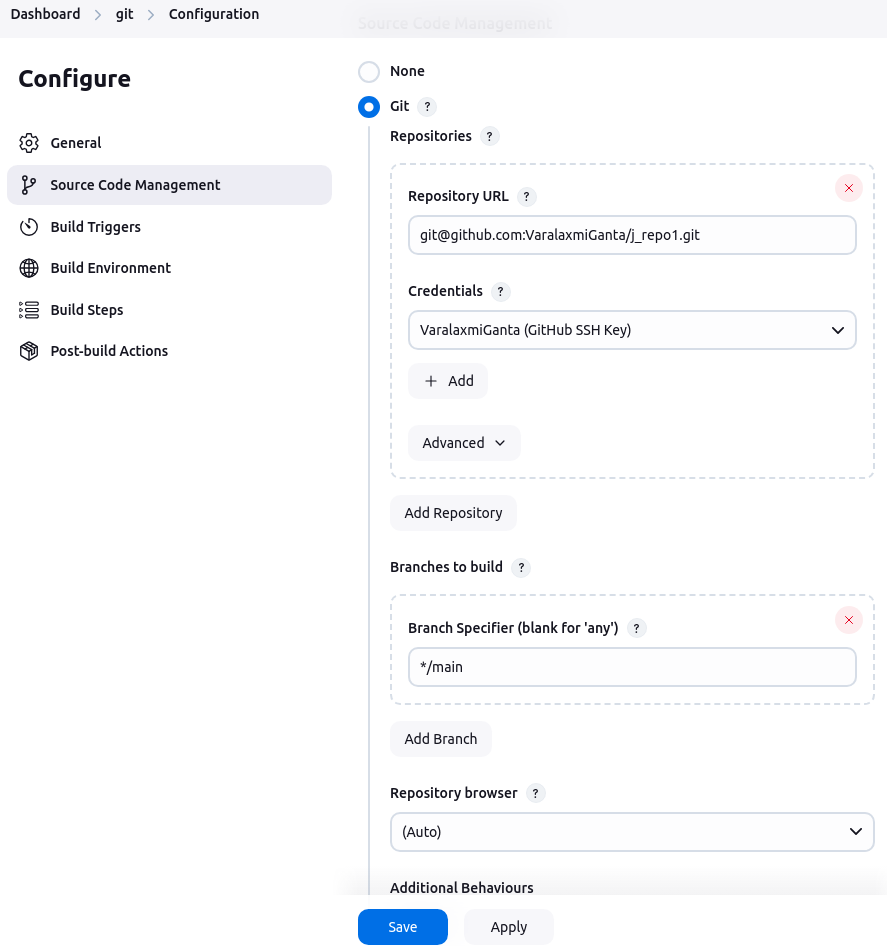 Dashboard > git > Configuration
Source Code Management
Configure
General
Source Code Management
Build Triggers
Build Environment
Build Steps
Post-build Actions
None
Git ?
Repositories ?
Repository URL ?
git@github.com:VaralaxmiGanta/j_repo1.git
Credentials ?
VaralaxmiGanta (GitHub SSH Key)
+ Add
Advanced
Add Repository
Branches to build ?
Branch Specifier (blank for 'any') ?
*/main
Add Branch
Repository browser ?
(Auto)
Additional Behaviours
Save Apply